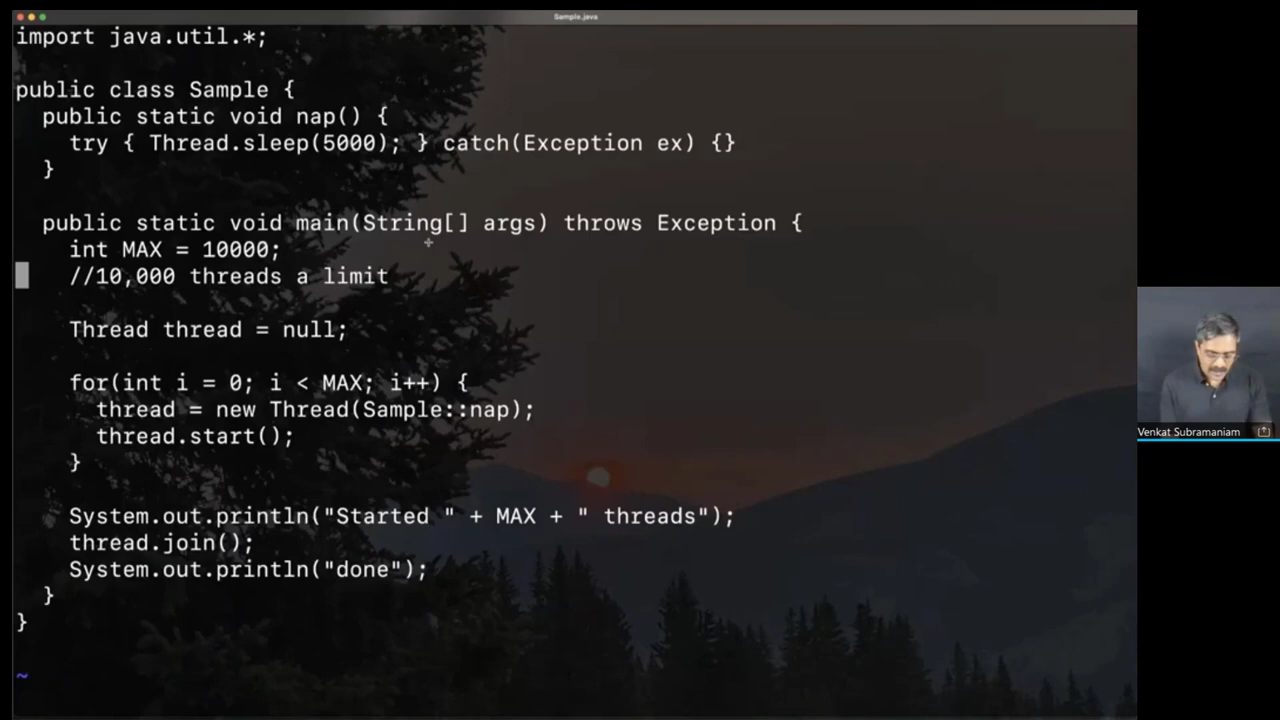 Sample.java
import java.util.*;
public class Sample {
public static void nap() {
try { Thread.sleep(5000); } catch(Exception ex) {}
}
public static void main(String[] args) throws Exception {
int MAX = 10000;
//10,000 threads a limit
Thread thread = null;
for(int i = 0; i < MAX; i++) {
thread = new Thread(Sample::nap);
thread.start();
}
System.out.println("Started " + MAX + " threads");
thread.join();
System.out.println("done");
}
}
~
Venkat Subramaniam